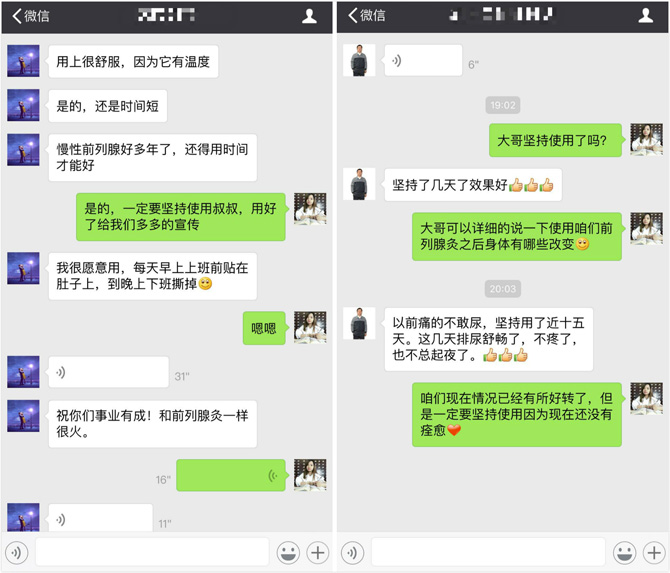 微信
用上很舒服，因为它有温度
是的，还是时间短
慢性前列腺好多年了，还得用时间
才能好
是的，一定要坚持使用叔叔，用好
了给我们多多的宣传
我很愿意用，每天早上上班前贴在
肚子上，到晚上下班撕掉
嗯嗯
31"
祝你们事业有成！和前列腺灸一样
很火。
16"
11"
微信
6"
19:02
大哥坚持使用了吗？
坚持了几天了效果好👍👍👍
大哥可以详细的说一下使用咱们前
列腺灸之后身体有哪些改变
20:03
以前痛的不敢尿，坚持用了近十五
天。这几天排尿舒畅了，不疼了，
也不总起夜了。👍👍👍
咱们现在情况已经有所好转了，但
是一定要坚持使用因为现在还没有
痊愈❤